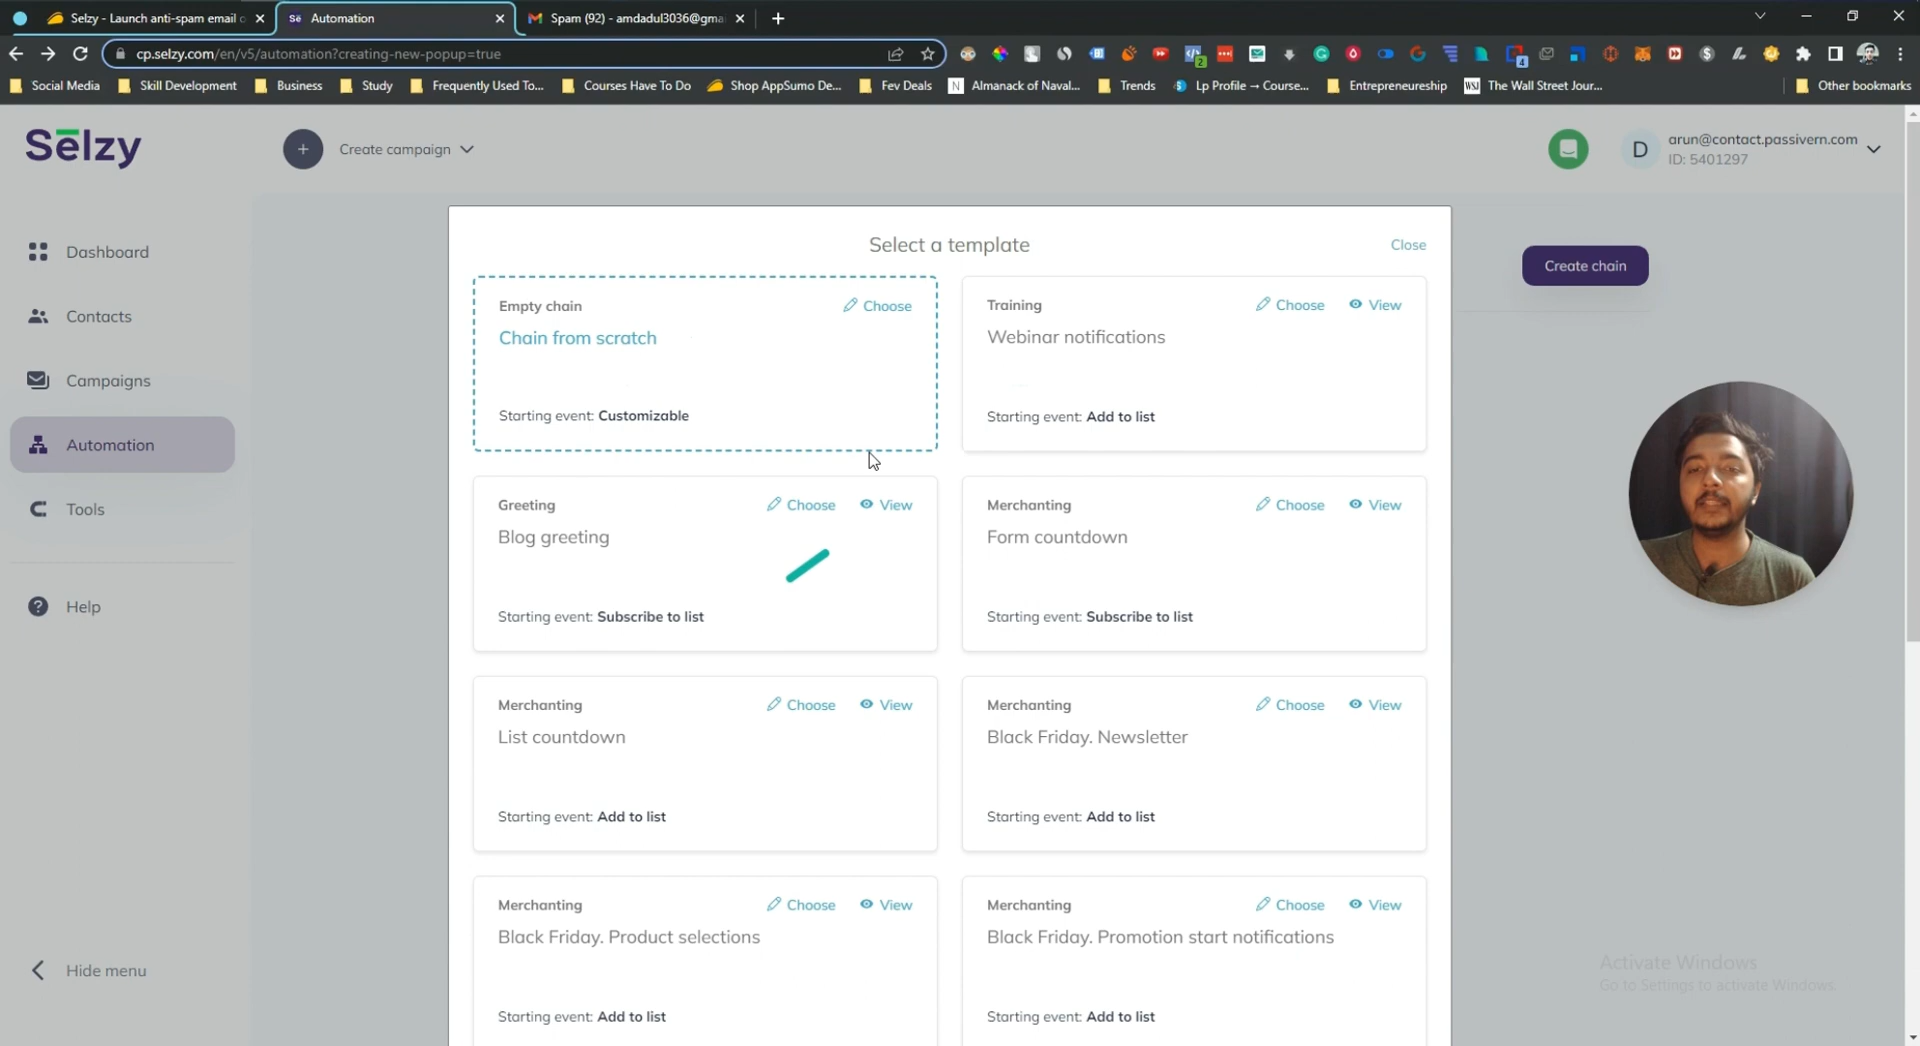 Selzy - Launch anti-spam email o
Automation
Spam (92) - amdadul3036@gma
cp.selzy.com/en/v5/automation?creating-new-popup=true
2
4
Social Media
Skill Development
Business
Study
Frequently Used To...
Courses Have To Do
Shop AppSumo De...
Fev Deals
Almanack of Naval...
Trends
Lp Profile → Course...
Entrepreneureship
The Wall Street Jour...
Other bookmarks
Selzy
Create campaign
D
arun@contact.passivern.com
ID: 5401297
Dashboard
Contacts
Campaigns
Automation
Tools
Help
Hide menu
Select a template
Close
Create chain
Empty chain
Choose
Chain from scratch
Starting event: Customizable
Training
Choose
View
Webinar notifications
Starting event: Add to list
Greeting
Choose
View
Blog greeting
Starting event: Subscribe to list
Merchanting
Choose
View
Form countdown
Starting event: Subscribe to list
Merchanting
Choose
View
List countdown
Starting event: Add to list
Merchanting
Choose
View
Black Friday. Newsletter
Starting event: Add to list
Merchanting
Choose
View
Black Friday. Product selections
Starting event: Add to list
Merchanting
Choose
View
Black Friday. Promotion start notifications
Starting event: Add to list
Activate Windows
Go to Settings to activate Windows.